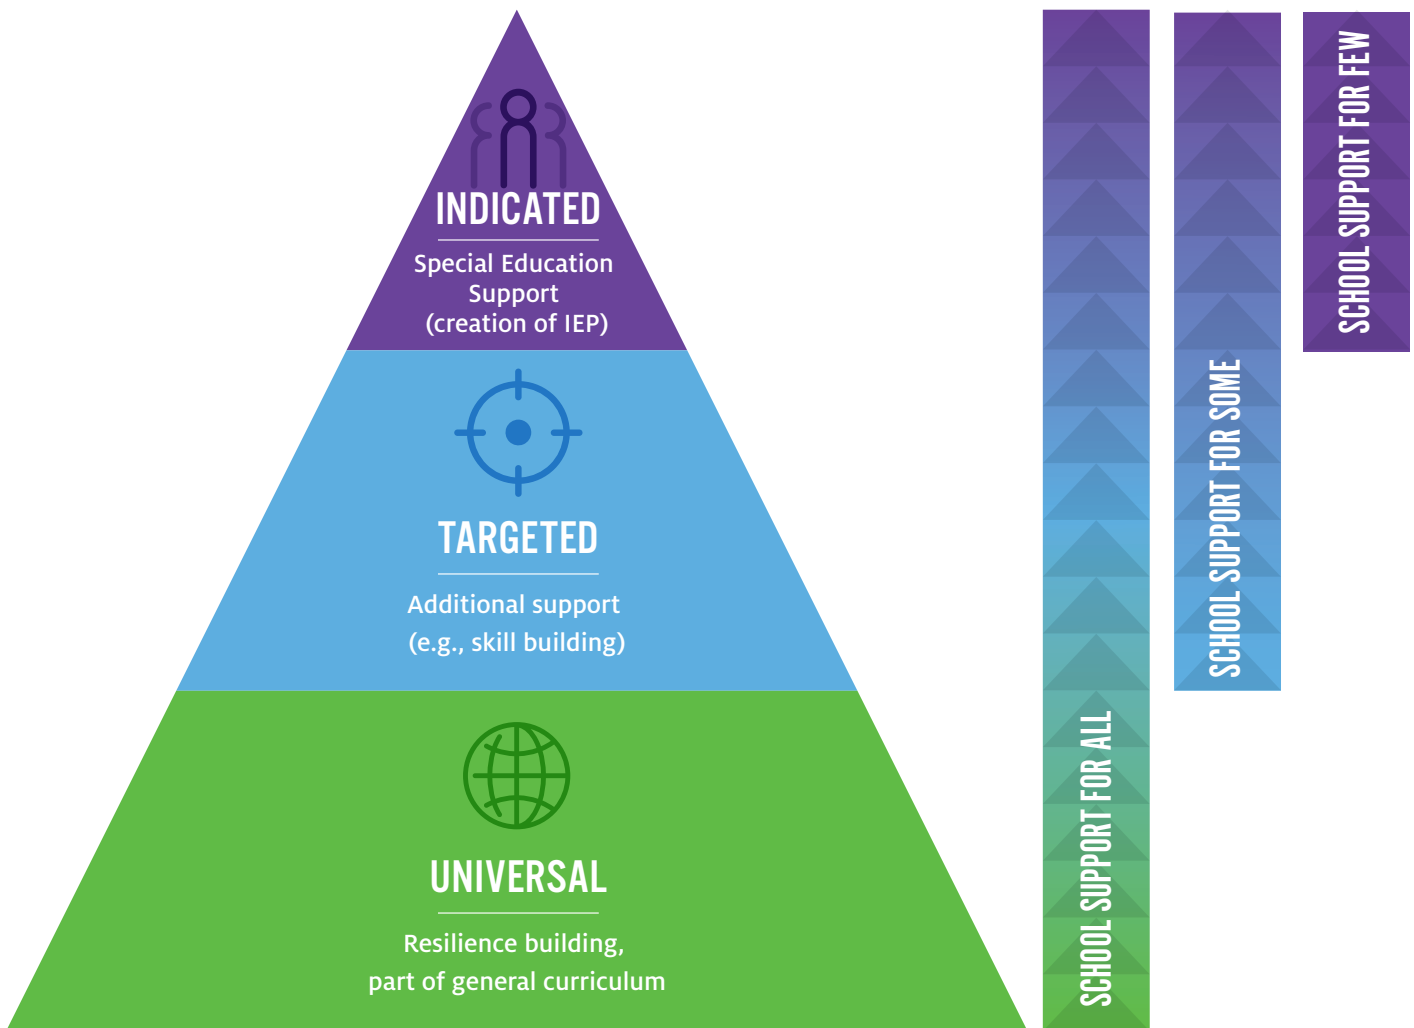 INDICATED
Special Education
Support
(creation of IEP)
TARGETED
Additional support
(e.g., skill building)
UNIVERSAL
Resilience building,
part of general curriculum
SCHOOL SUPPORT FOR ALL
SCHOOL SUPPORT FOR SOME
SCHOOL SUPPORT FOR FEW